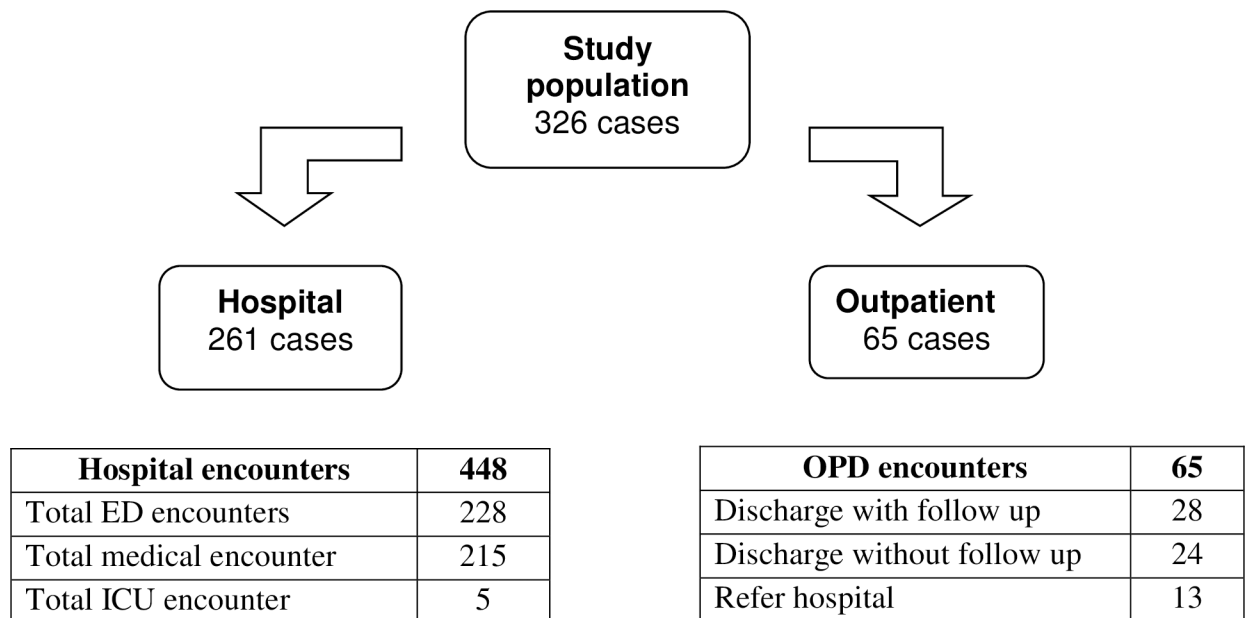 Study
population
326 cases
Hospital
261 cases
Outpatient
65 cases
Hospital encounters 448
Total ED encounters 228
Total medical encounter 215
Total ICU encounter 5
OPD encounters 65
Discharge with follow up 28
Discharge without follow up 24
Refer hospital 13